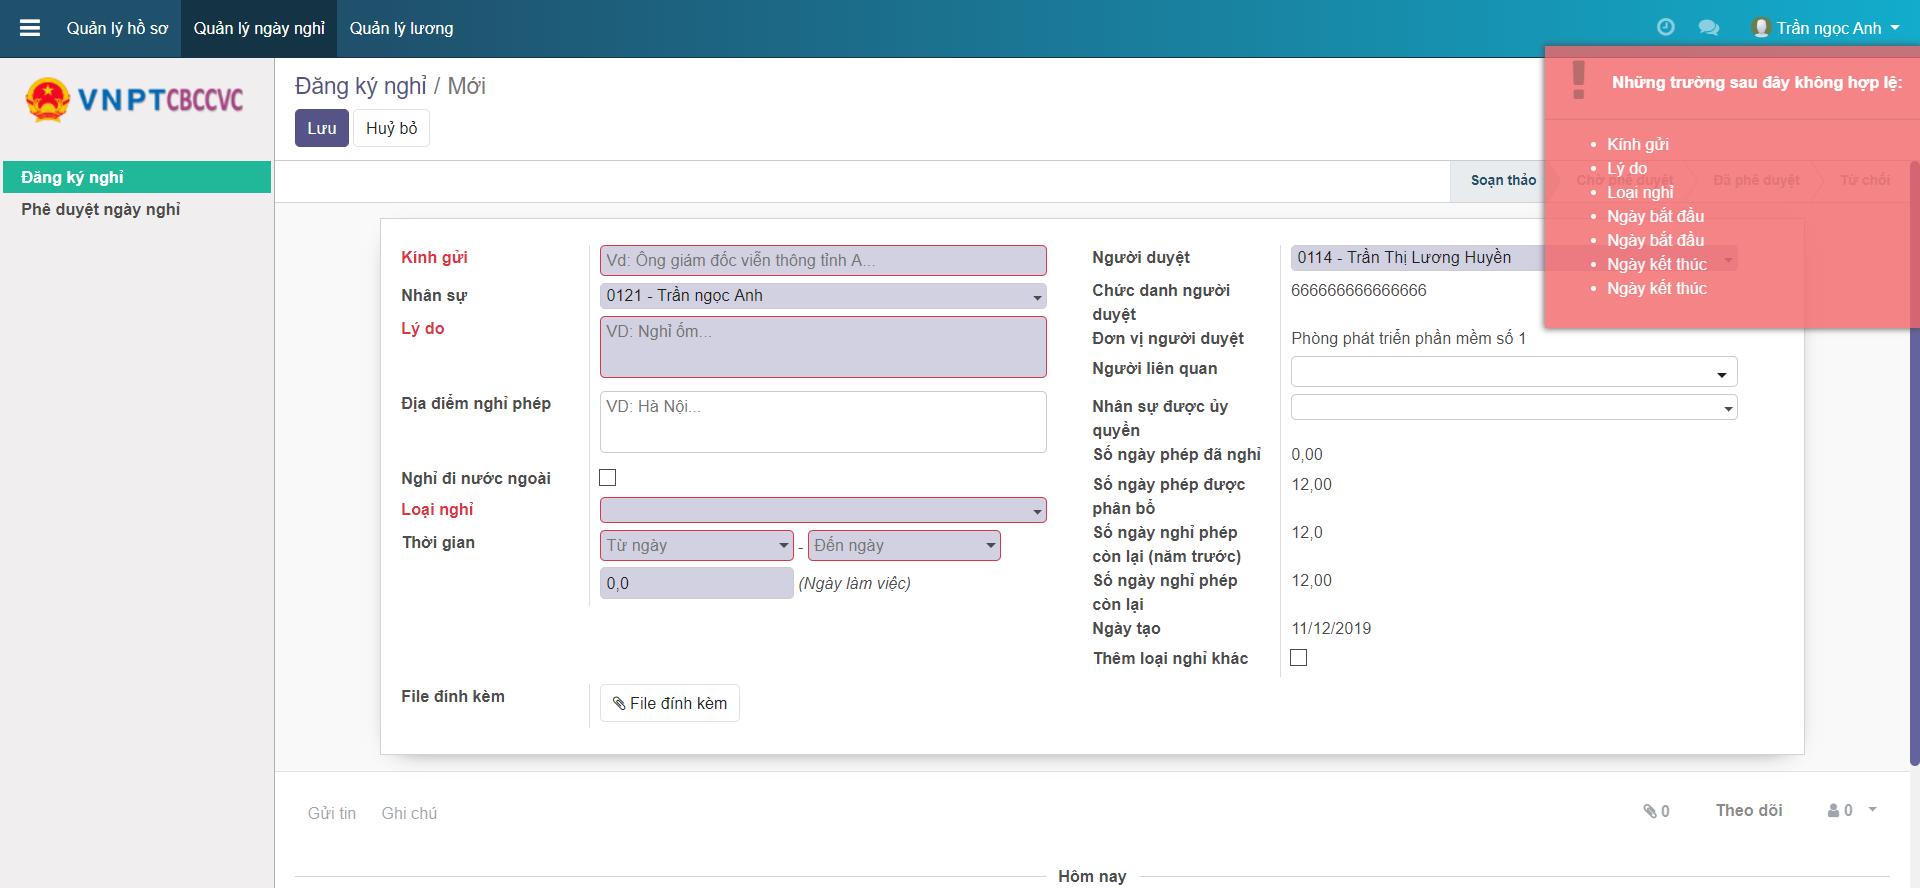 Quản lý hồ sơ
Quản lý ngày nghỉ
Quản lý lương
Trần ngọc Anh
VNPTCBCCVC
Đăng ký nghỉ
Phê duyệt ngày nghỉ
Đăng ký nghỉ / Mới
Lưu
Huỷ bỏ
Những trường sau đây không hợp lệ:
Kính gửi
Lý do
Loại nghỉ
Ngày bắt đầu
Ngày bắt đầu
Ngày kết thúc
Ngày kết thúc
Soạn thảo
Chờ phê duyệt
Đã phê duyệt
Từ chối
Kính gửi
Vd: Ông giám đốc viễn thông tỉnh A...
Nhân sự
0121 - Trần ngọc Anh
Lý do
VD: Nghỉ ốm...
Địa điểm nghỉ phép
VD: Hà Nội...
Nghỉ đi nước ngoài
Loại nghỉ
Thời gian
Từ ngày - Đến ngày
0,0 (Ngày làm việc)
File đính kèm
File đính kèm
Người duyệt
0114 - Trần Thị Lương Huyền
Chức danh người
duyệt
666666666666666
Đơn vị người duyệt
Phòng phát triển phần mềm số 1
Người liên quan
Nhân sự được ủy
quyền
Số ngày phép đã nghỉ
0,00
Số ngày phép được
phân bổ
12,00
Số ngày nghỉ phép
còn lại (năm trước)
12,0
Số ngày nghỉ phép
còn lại
12,00
Ngày tạo
11/12/2019
Thêm loại nghỉ khác
Gửi tin
Ghi chú
0
Theo dõi
0
Hôm nay